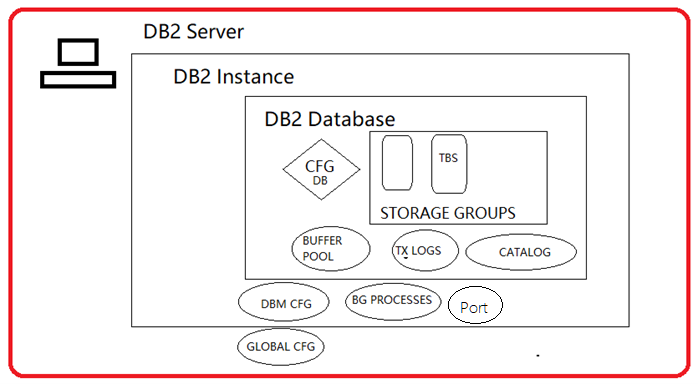 DB2 Server
DB2 Instance
DB2 Database
CFG
DB
TBS
STORAGE GROUPS
BUFFER
POOL
TX LOGS
CATALOG
DBM CFG
BG PROCESSES
Port
GLOBAL CFG